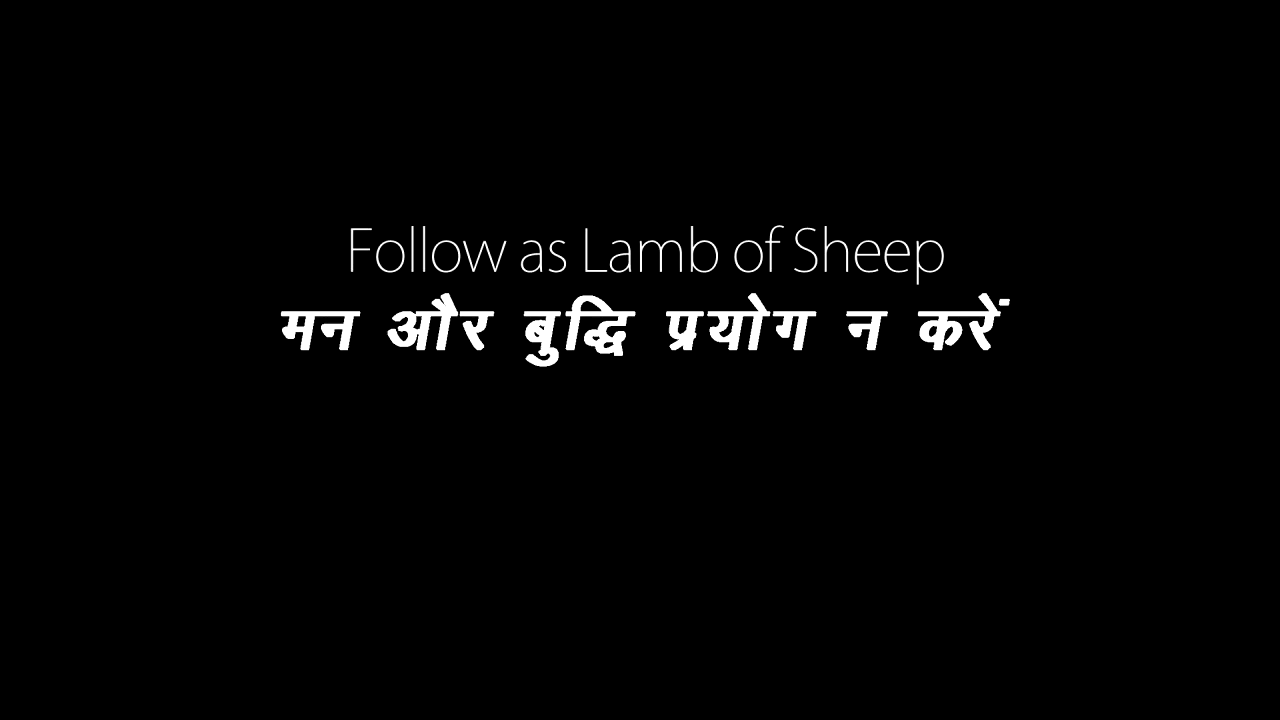 Follow as Lamb of Sheep
मन और बुद्धि प्रयोग न करें